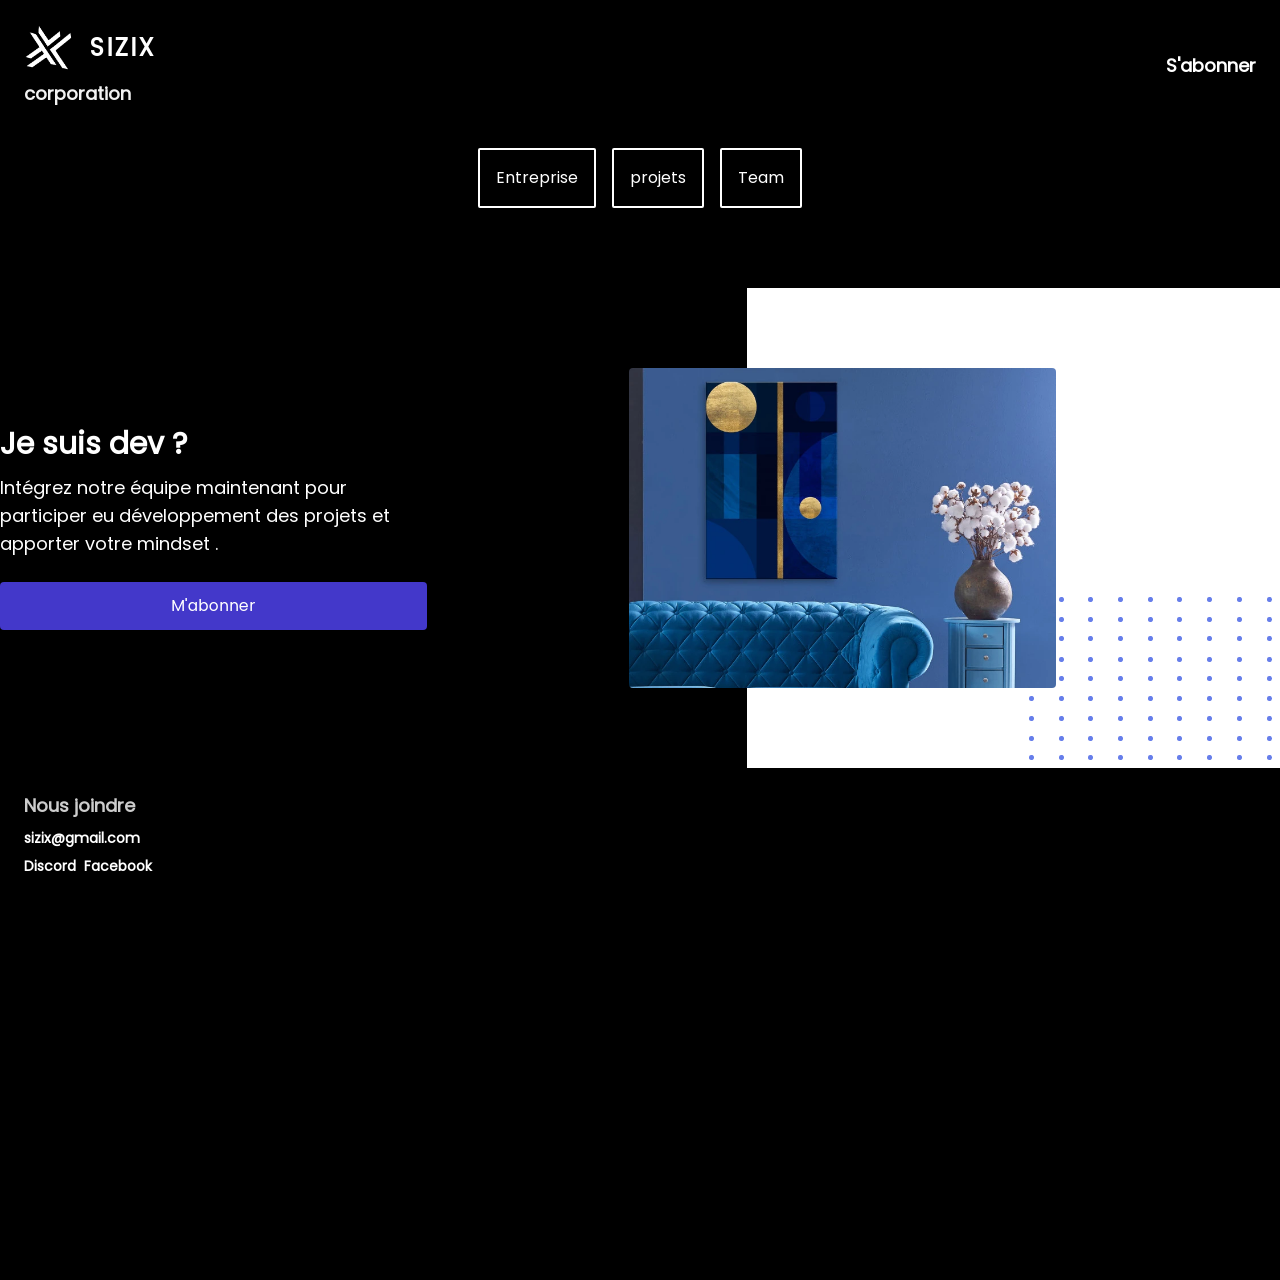 SIZIX
corporation
S'abonner
Entreprise
projets
Team
Je suis dev ?
Intégrez notre équipe maintenant pour
participer eu développement des projets et
apporter votre mindset .
M'abonner
Nous joindre
sizix@gmail.com
Discord Facebook